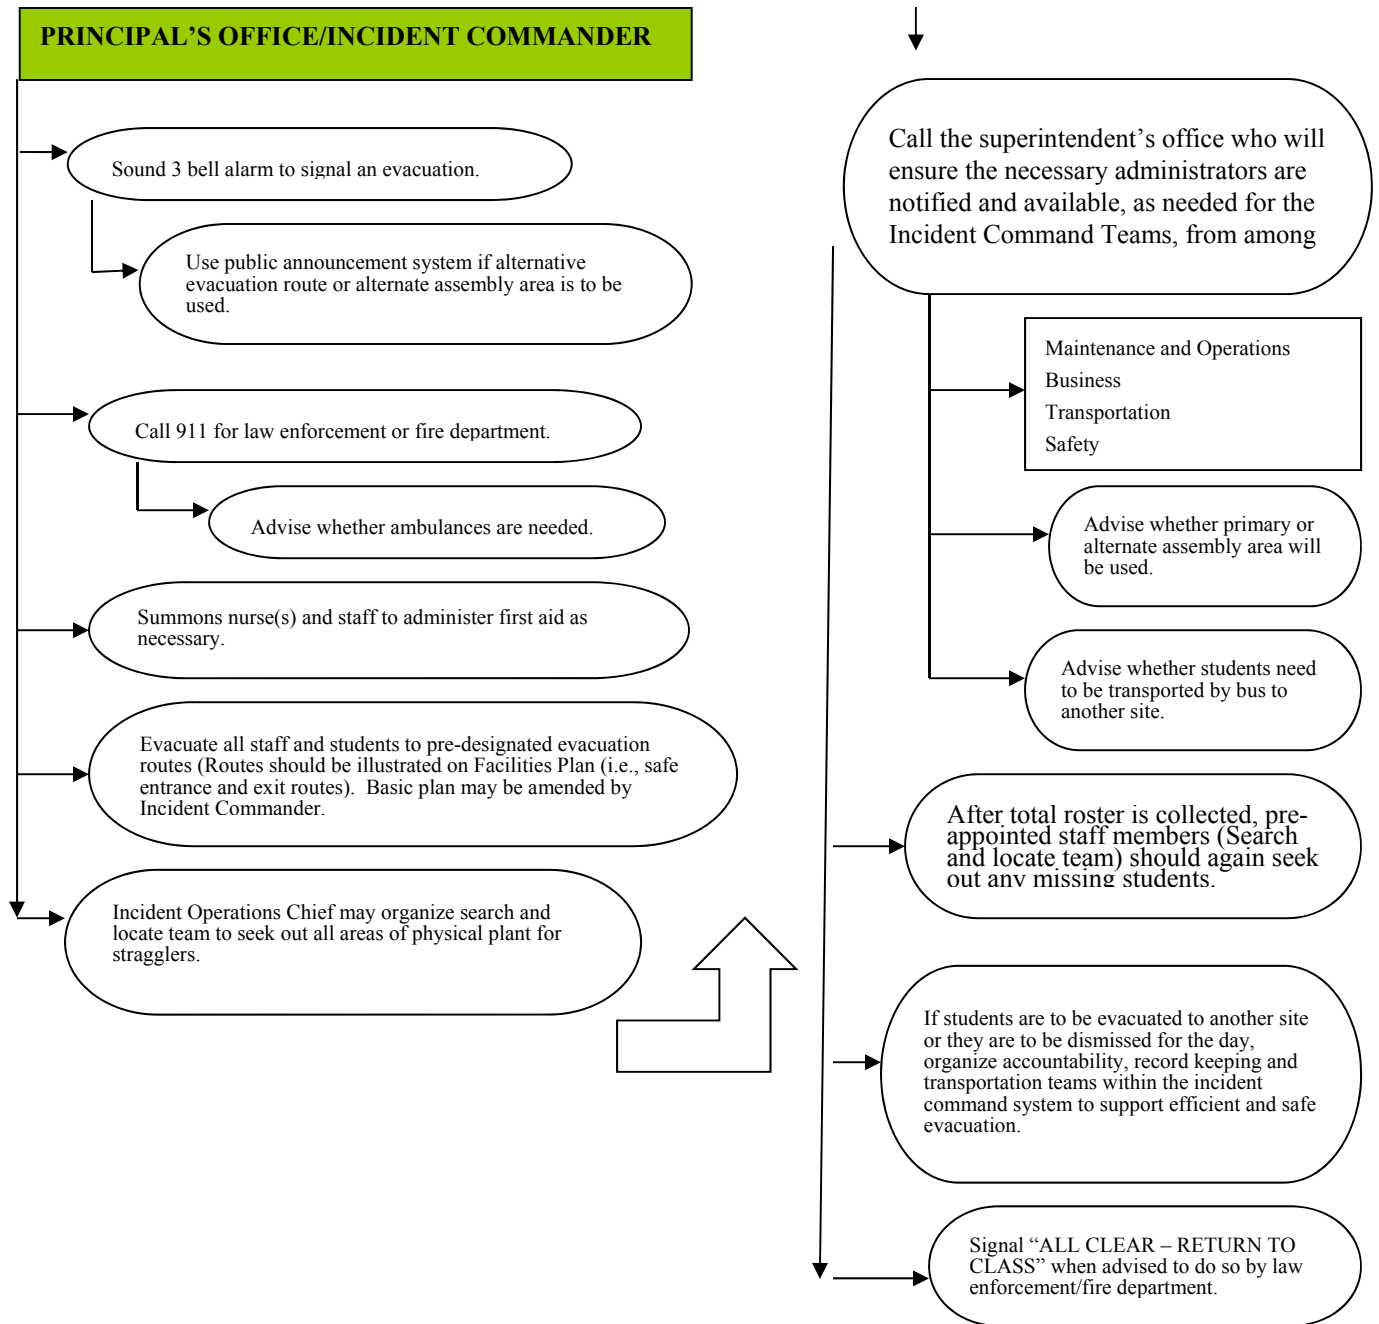 PRINCIPAL’S OFFICE/INCIDENT COMMANDER
Sound 3 bell alarm to signal an evacuation.
Use public announcement system if alternative
evacuation route or alternate assembly area is to be
used.
Call 911 for law enforcement or fire department.
Advise whether ambulances are needed.
Summons nurse(s) and staff to administer first aid as
necessary.
Evacuate all staff and students to pre-designated evacuation
routes (Routes should be illustrated on Facilities Plan (i.e., safe
entrance and exit routes).  Basic plan may be amended by
Incident Commander.
Incident Operations Chief may organize search and
locate team to seek out all areas of physical plant for
stragglers.
Call the superintendent’s office who will
ensure the necessary administrators are
notified and available, as needed for the
Incident Command Teams, from among
Maintenance and Operations
Business
Transportation
Safety
Advise whether primary or
alternate assembly area will
be used.
Advise whether students need
to be transported by bus to
another site.
After total roster is collected, pre-
appointed staff members (Search
and locate team) should again seek
out any missing students.
If students are to be evacuated to another site
or they are to be dismissed for the day,
organize accountability, record keeping and
transportation teams within the incident
command system to support efficient and safe
evacuation.
Signal “ALL CLEAR – RETURN TO
CLASS” when advised to do so by law
enforcement/fire department.